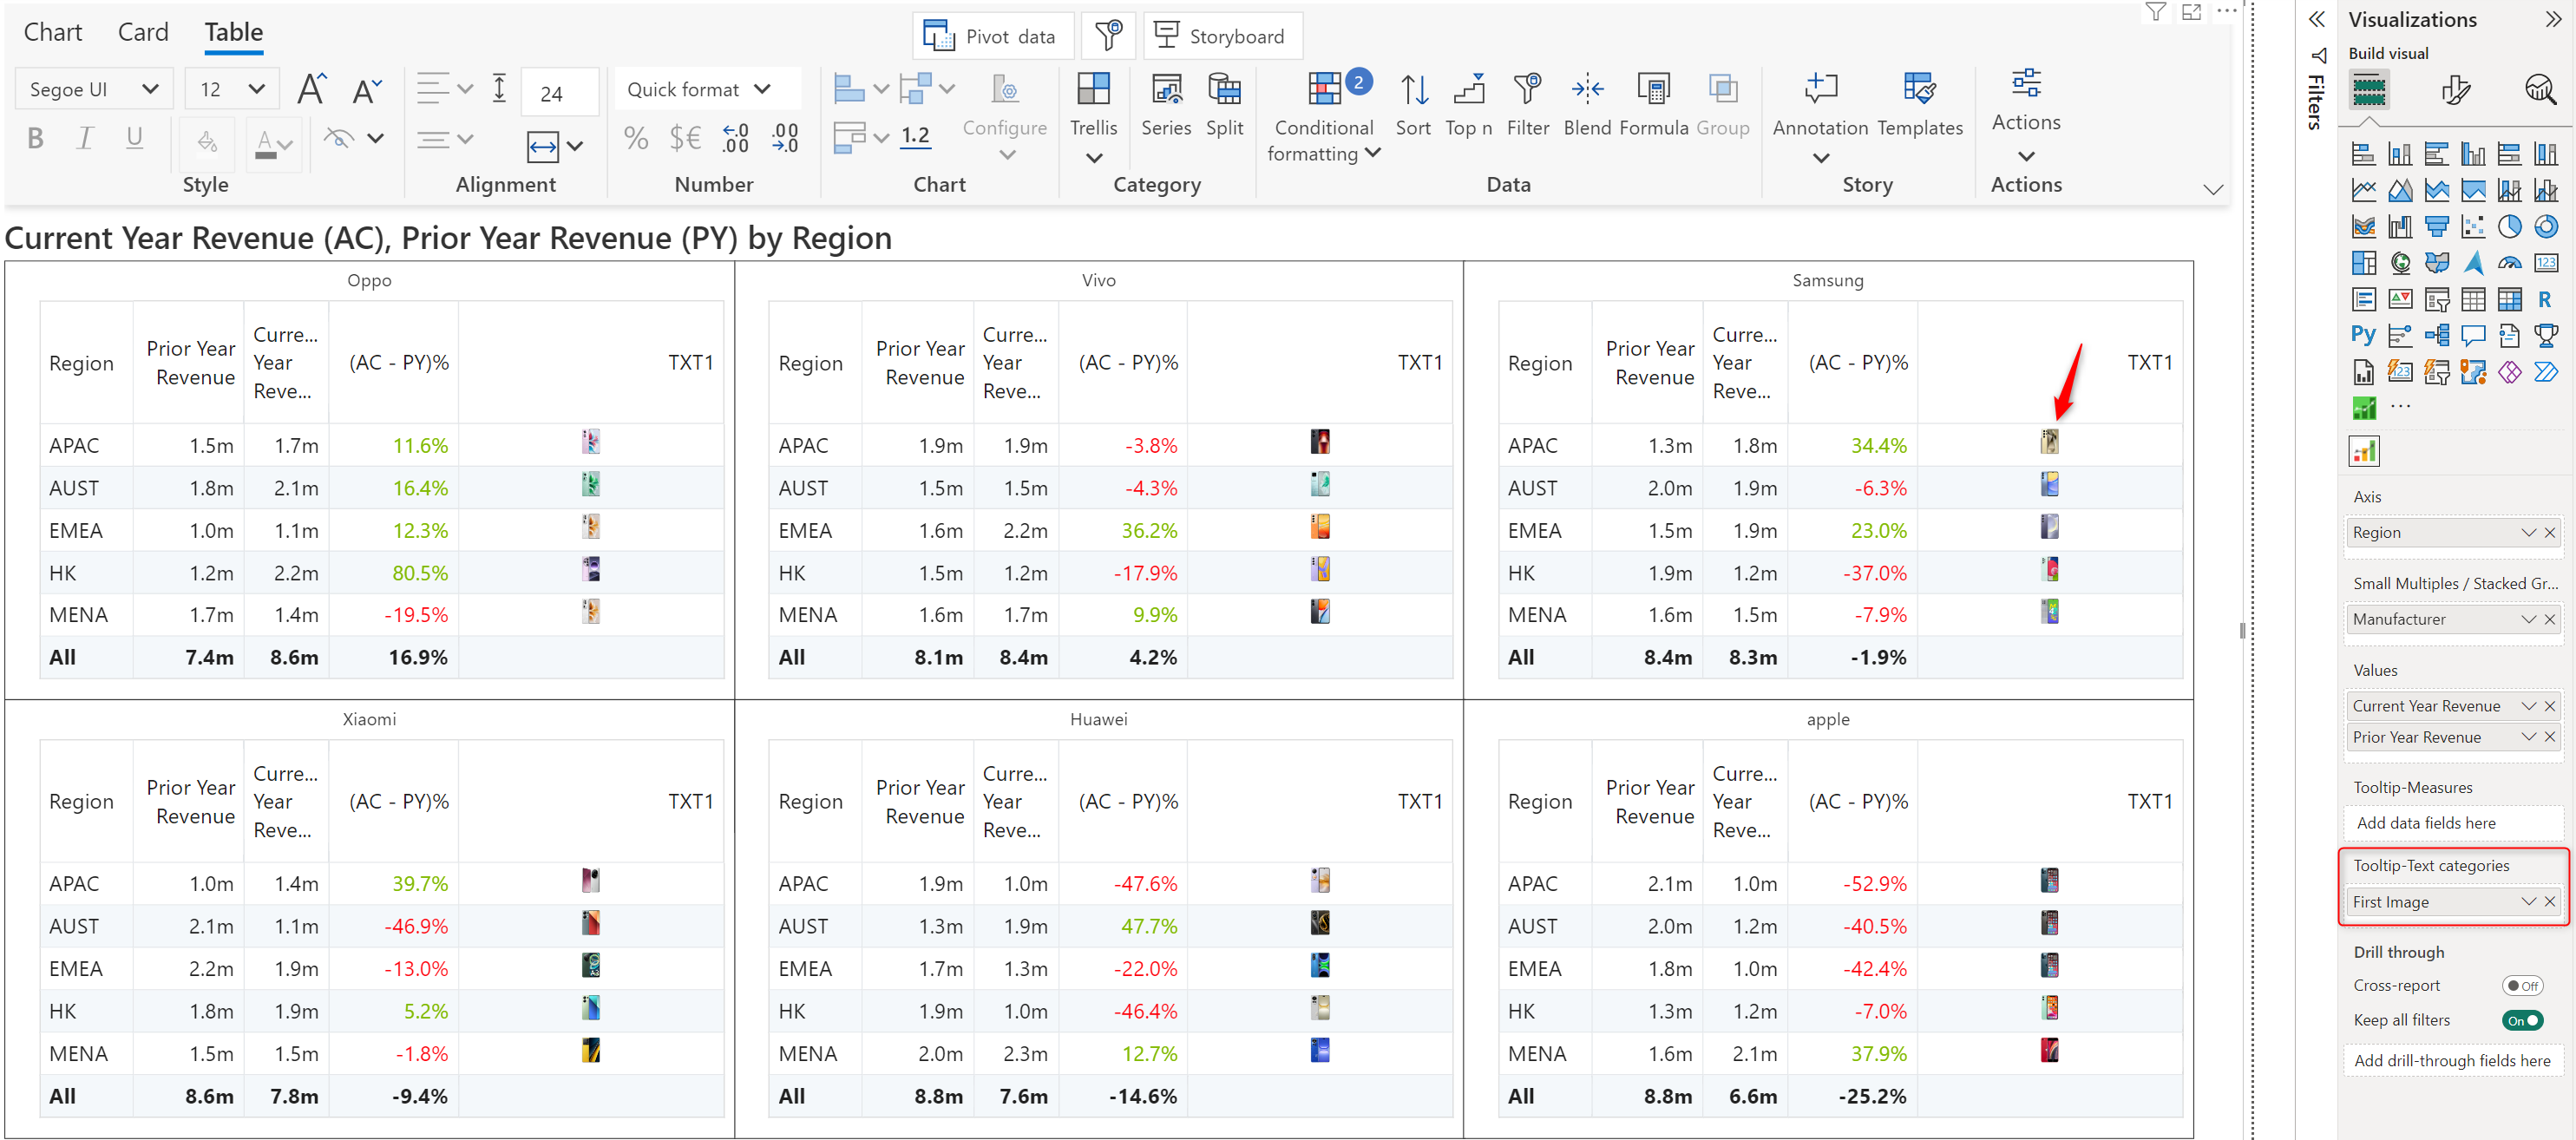 Chart Card Table
Pivot data Storyboard
Segoe UI 12 A A 24 Quick format 1.2 Configure Trellis Series Split Conditional formatting 2 Sort Top n Filter Blend Formula Group Annotation Templates Actions
B I U A % $€ .0 .00 .00 .0
Style Alignment Number Chart Category Data Story Actions
Current Year Revenue (AC), Prior Year Revenue (PY) by Region
Oppo
Region Prior Year Revenue Curre... Year Reve... (AC - PY)% TXT1
APAC 1.5m 1.7m 11.6%
AUST 1.8m 2.1m 16.4%
EMEA 1.0m 1.1m 12.3%
HK 1.2m 2.2m 80.5%
MENA 1.7m 1.4m -19.5%
All 7.4m 8.6m 16.9%
Vivo
Region Prior Year Revenue Curre... Year Reve... (AC - PY)% TXT1
APAC 1.9m 1.9m -3.8%
AUST 1.5m 1.5m -4.3%
EMEA 1.6m 2.2m 36.2%
HK 1.5m 1.2m -17.9%
MENA 1.6m 1.7m 9.9%
All 8.1m 8.4m 4.2%
Samsung
Region Prior Year Revenue Curre... Year Reve... (AC - PY)% TXT1
APAC 1.3m 1.8m 34.4%
AUST 2.0m 1.9m -6.3%
EMEA 1.5m 1.9m 23.0%
HK 1.9m 1.2m -37.0%
MENA 1.6m 1.5m -7.9%
All 8.4m 8.3m -1.9%
Xiaomi
Region Prior Year Revenue Curre... Year Reve... (AC - PY)% TXT1
APAC 1.0m 1.4m 39.7%
AUST 2.1m 1.1m -46.9%
EMEA 2.2m 1.9m -13.0%
HK 1.8m 1.9m 5.2%
MENA 1.5m 1.5m -1.8%
All 8.6m 7.8m -9.4%
Huawei
Region Prior Year Revenue Curre... Year Reve... (AC - PY)% TXT1
APAC 1.9m 1.0m -47.6%
AUST 1.3m 1.9m 47.7%
EMEA 1.7m 1.3m -22.0%
HK 1.9m 1.0m -46.4%
MENA 2.0m 2.3m 12.7%
All 8.8m 7.6m -14.6%
apple
Region Prior Year Revenue Curre... Year Reve... (AC - PY)% TXT1
APAC 2.1m 1.0m -52.9%
AUST 2.0m 1.2m -40.5%
EMEA 1.8m 1.0m -42.4%
HK 1.3m 1.2m -7.0%
MENA 1.6m 2.1m 37.9%
All 8.8m 6.6m -25.2%
Filters
Visualizations
Build visual
123
R
Py
123
Axis
Region
Small Multiples / Stacked Gr...
Manufacturer
Values
Current Year Revenue
Prior Year Revenue
Tooltip-Measures
Add data fields here
Tooltip-Text categories
First Image
Drill through
Cross-report Off
Keep all filters On
Add drill-through fields here